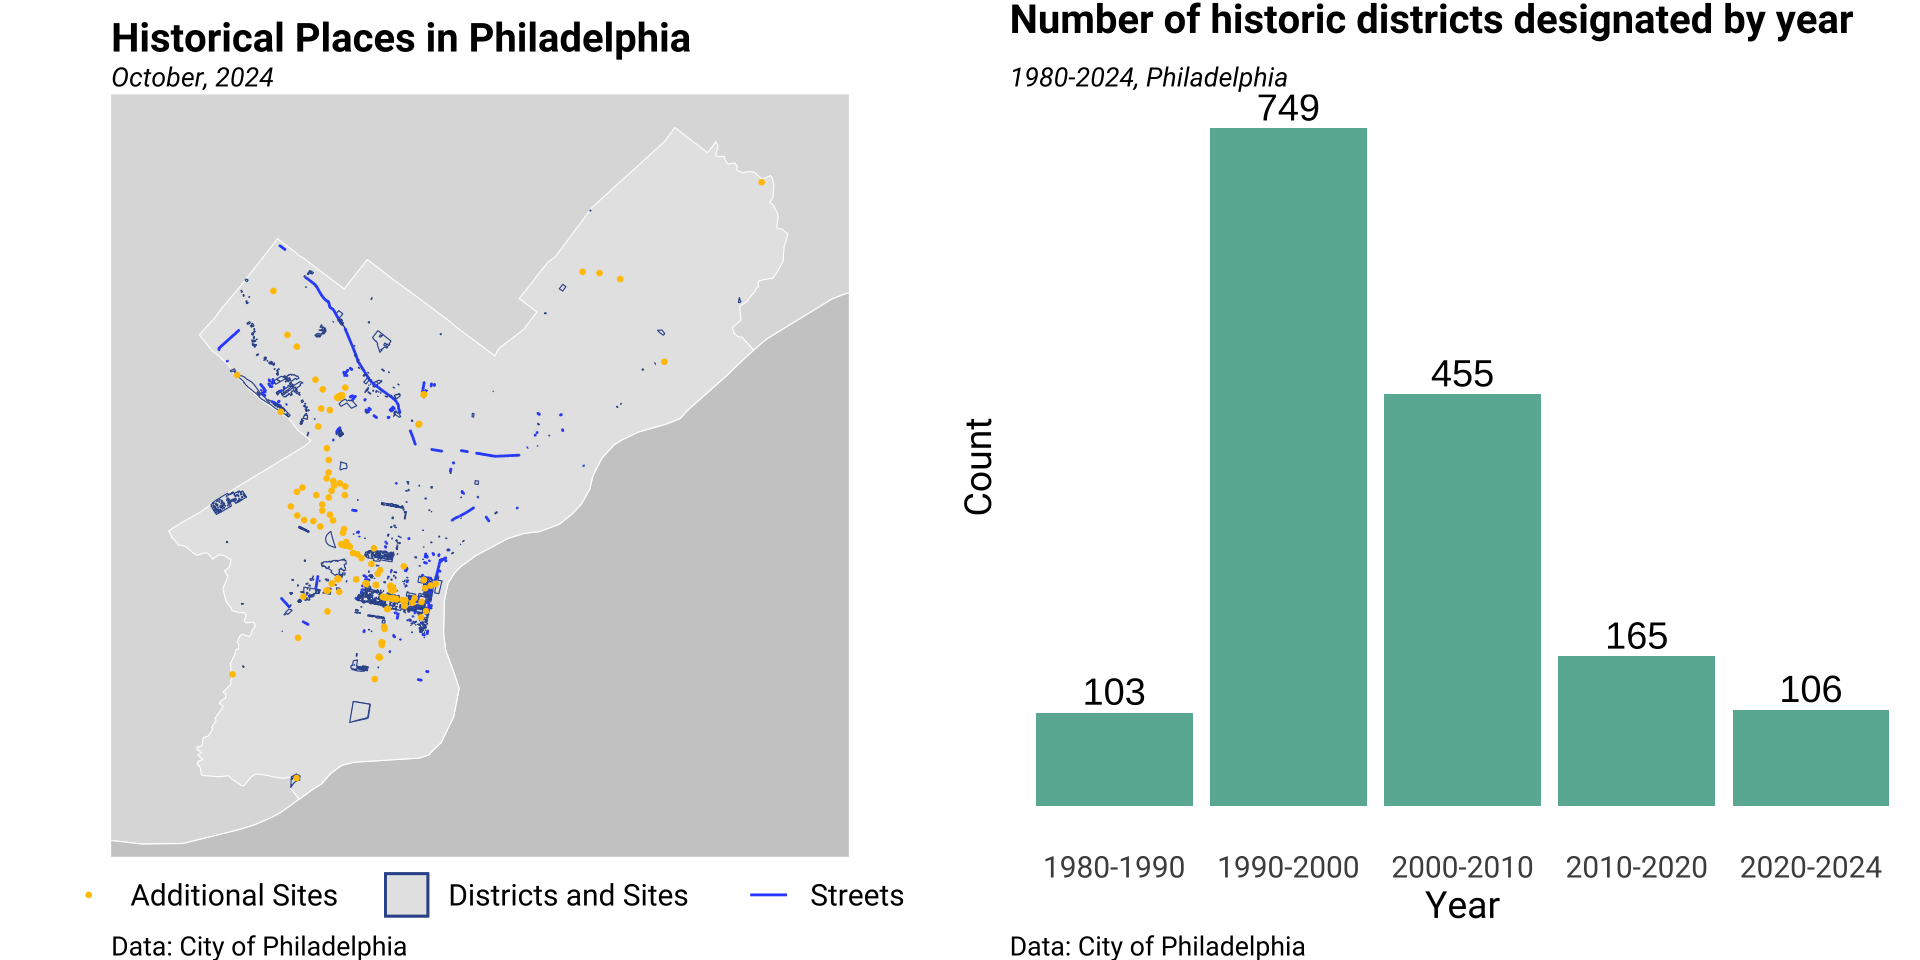 Historical Places in Philadelphia
October, 2024
Additional Sites
Districts and Sites
Streets
Data: City of Philadelphia
Number of historic districts designated by year
1980-2024, Philadelphia
749
455
165
103
106
Count
1980-1990
1990-2000
2000-2010
2010-2020
2020-2024
Year
Data: City of Philadelphia